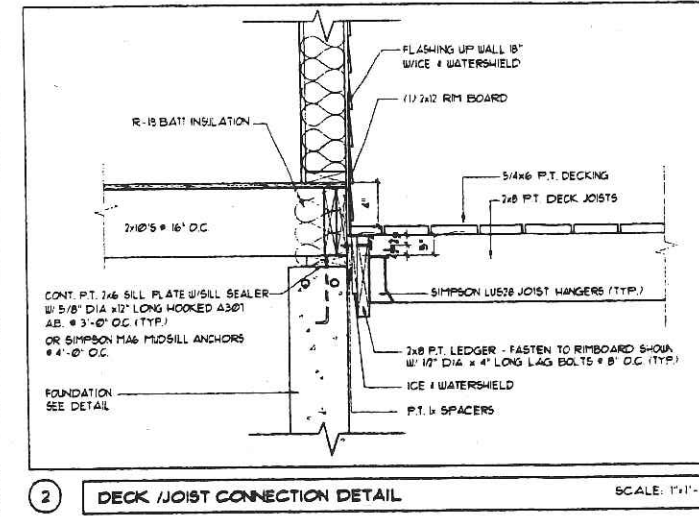 FLASHING UP WALL 18"
W/ICE & WATERSHIELD
(1) 2x12 RIM BOARD
R-19 BATT INSULATION
5/4x6 P.T. DECKING
2x8 P.T. DECK JOISTS
4"
2x10'S @ 16" O.C.
5"
CONT. P.T. 2x6 SILL PLATE W/SILL SEALER
W/ 5/8" DIA x12" LONG HOOKED A307
A.B. @ 3'-0" O.C. (TYP.)
OR SIMPSON MA6 MUDSILL ANCHORS
@ 4'-0" O.C.
SIMPSON LUS28 JOIST HANGERS (TYP.)
2x8 P.T. LEDGER - FASTEN TO RIMBOARD SHOWN
W/ 1/2" DIA x 4" LONG LAG BOLTS @ 8" O.C. (TYP.)
ICE & WATERSHIELD
FOUNDATION
SEE DETAIL
P.T. 1x SPACERS
2
DECK /JOIST CONNECTION DETAIL
SCALE: 1"=1'-